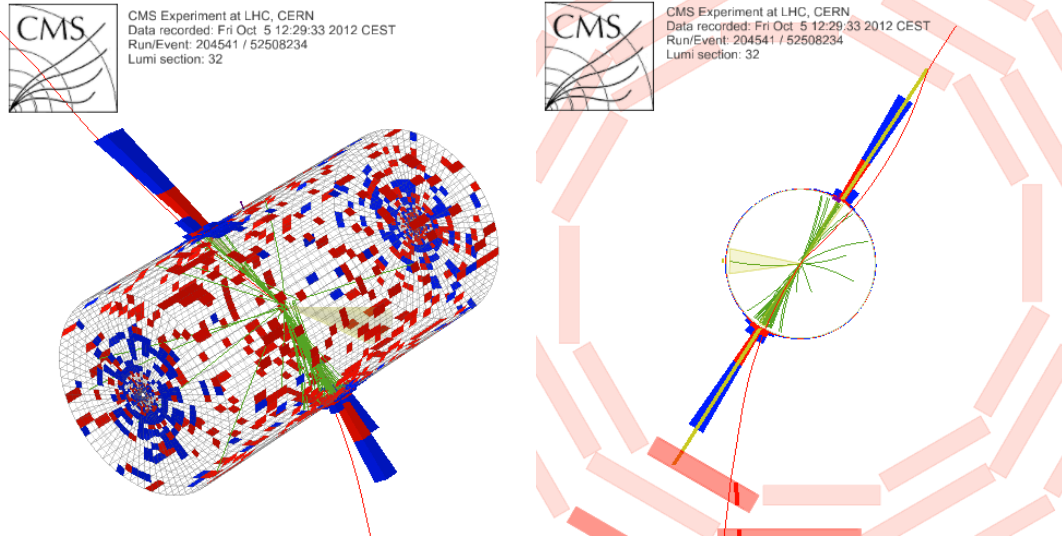 CMS
CMS Experiment at LHC, CERN
Data recorded: Fri Oct 5 12:29:33 2012 CEST
Run/Event: 204541 / 52508234
Lumi section: 32
CMS
CMS Experiment at LHC, CERN
Data recorded: Fri Oct 5 12:29:33 2012 CEST
Run/Event: 204541 / 52508234
Lumi section: 32